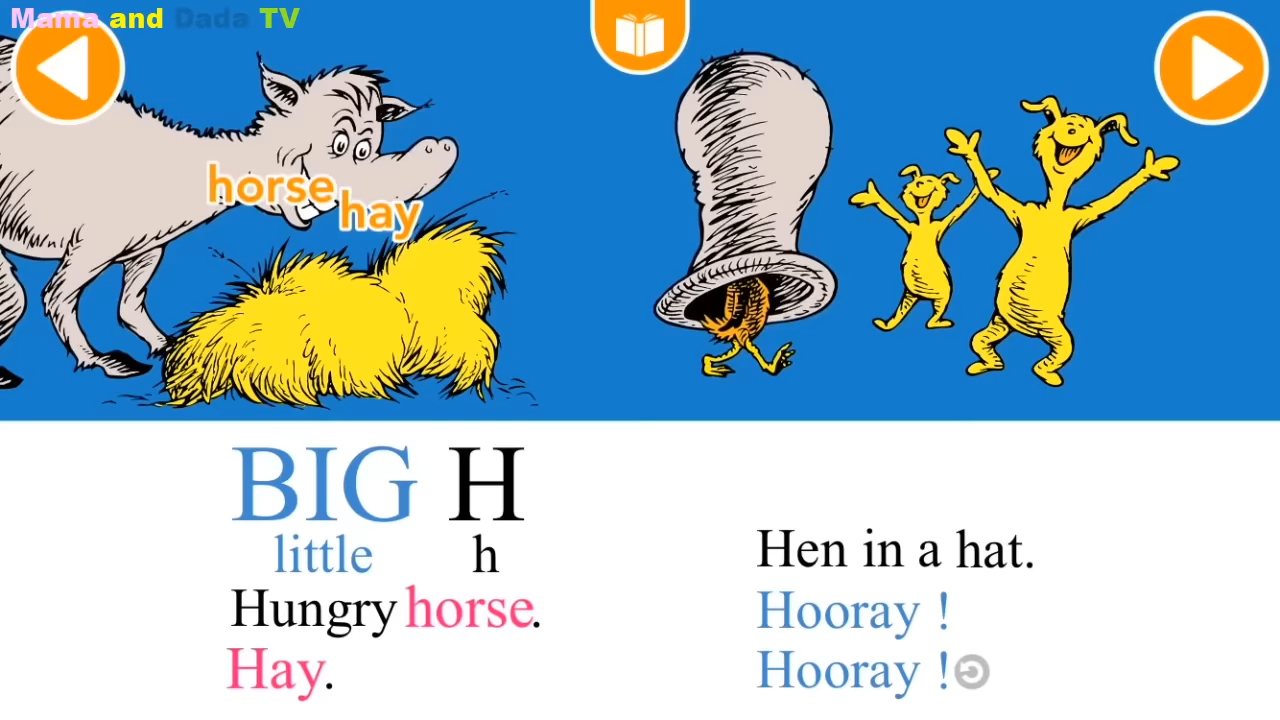 Mama and Dada TV
horse
hay
BIG H
little h
Hungry horse.
Hay.
Hen in a hat.
Hooray !
Hooray !